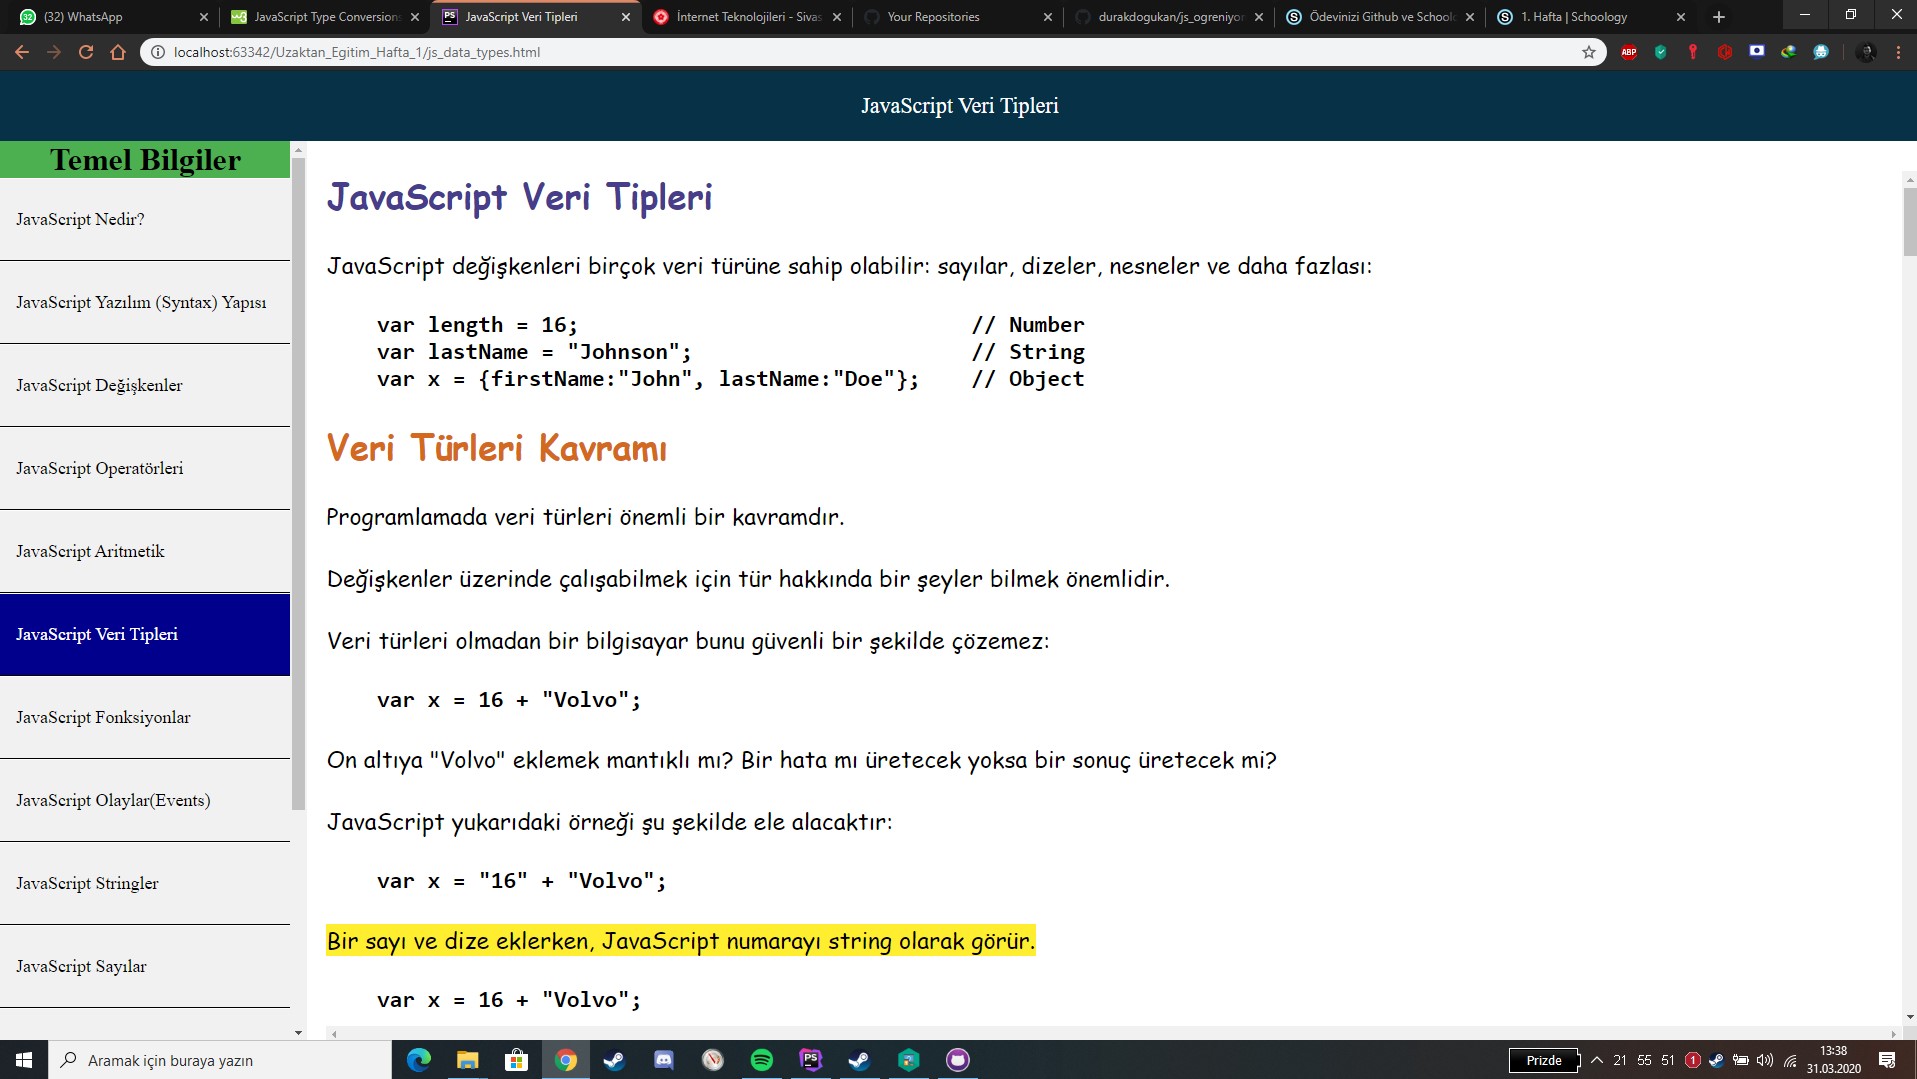 (32) WhatsApp
JavaScript Type Conversions
JavaScript Veri Tipleri
İnternet Teknolojileri - Sivas
Your Repositories
durakdogukan/js_ogreniyor
Ödevinizi Github ve Schoolo
1. Hafta | Schoology
localhost:63342/Uzaktan_Egitim_Hafta_1/js_data_types.html
JavaScript Veri Tipleri
Temel Bilgiler
JavaScript Nedir?
JavaScript Yazılım (Syntax) Yapısı
JavaScript Değişkenler
JavaScript Operatörleri
JavaScript Aritmetik
JavaScript Veri Tipleri
JavaScript Fonksiyonlar
JavaScript Olaylar(Events)
JavaScript Stringler
JavaScript Sayılar
JavaScript Veri Tipleri
JavaScript değişkenleri birçok veri türüne sahip olabilir: sayılar, dizeler, nesneler ve daha fazlası:
var length = 16; // Number
var lastName = "Johnson"; // String
var x = {firstName:"John", lastName:"Doe"}; // Object
Veri Türleri Kavramı
Programlamada veri türleri önemli bir kavramdır.
Değişkenler üzerinde çalışabilmek için tür hakkında bir şeyler bilmek önemlidir.
Veri türleri olmadan bir bilgisayar bunu güvenli bir şekilde çözemez:
var x = 16 + "Volvo";
On altıya "Volvo" eklemek mantıklı mı? Bir hata mı üretecek yoksa bir sonuç üretecek mi?
JavaScript yukarıdaki örneği şu şekilde ele alacaktır:
var x = "16" + "Volvo";
Bir sayı ve dize eklerken, JavaScript numarayı string olarak görür.
var x = 16 + "Volvo";
Aramak için buraya yazın
Prizde
21 55 51
13:38
31.03.2020